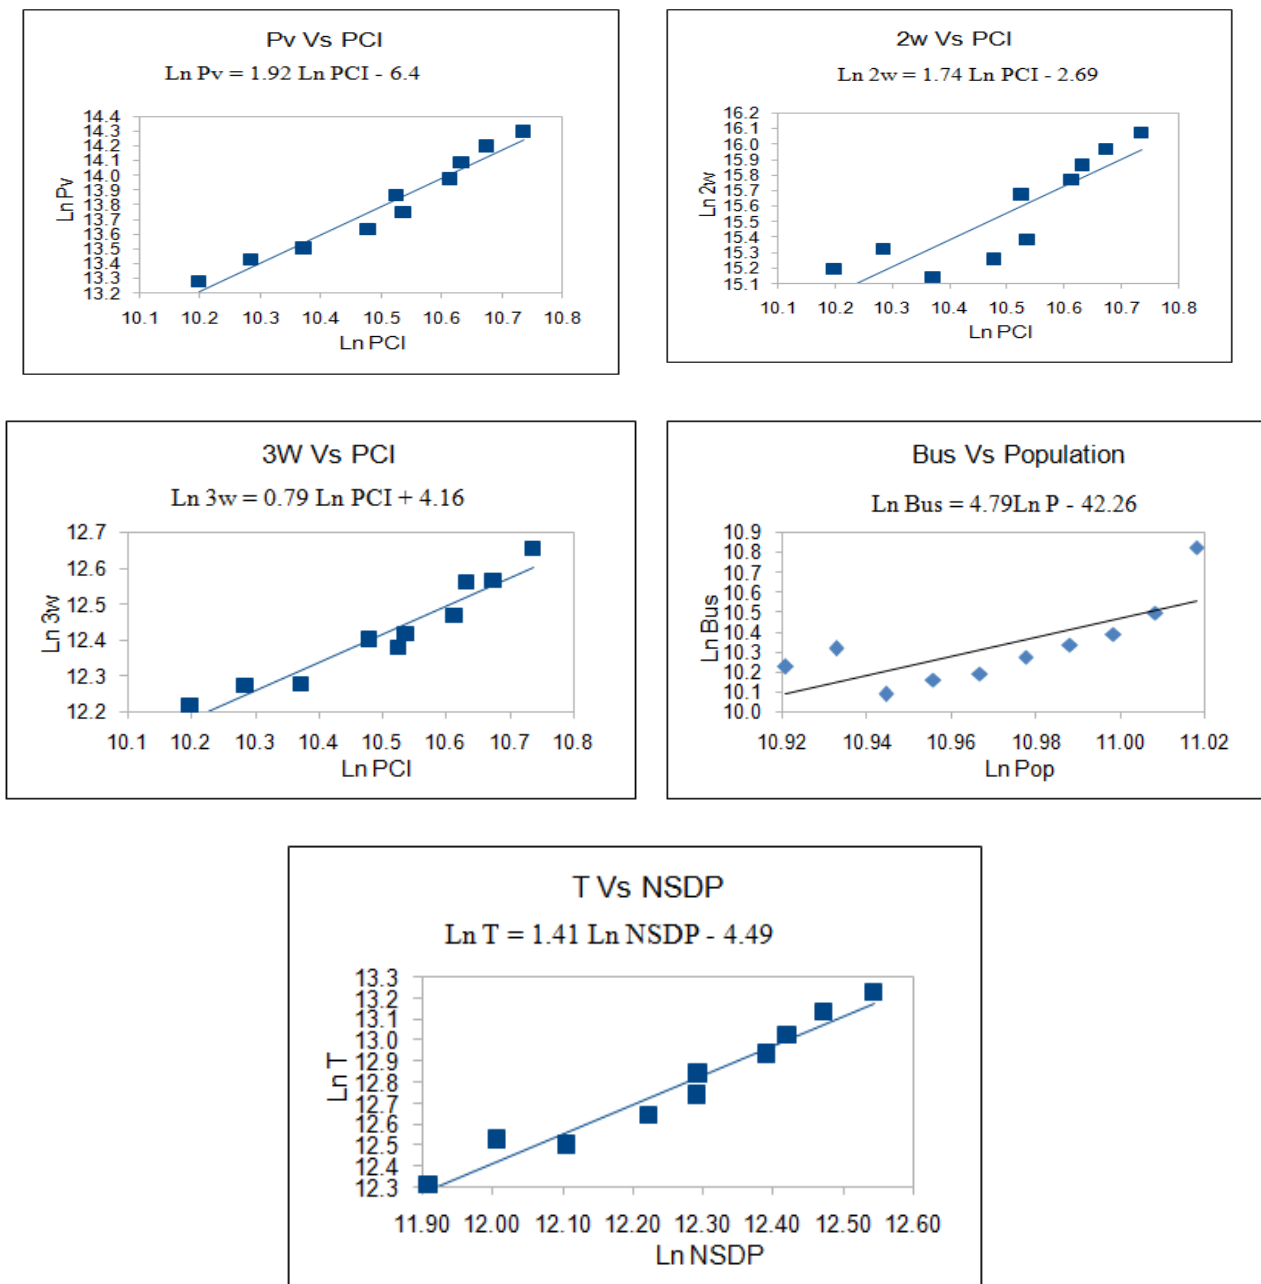 Pv Vs PCI
Ln Pv = 1.92 Ln PCI - 6.4
Ln Pv
14.4
14.3
14.2
14.1
14.0
13.9
13.8
13.7
13.6
13.5
13.4
13.3
13.2
10.1 10.2 10.3 10.4 10.5 10.6 10.7 10.8
Ln PCI
2w Vs PCI
Ln 2w = 1.74 Ln PCI - 2.69
Ln 2w
16.2
16.1
16.0
15.9
15.8
15.7
15.6
15.5
15.4
15.3
15.2
15.1
10.1 10.2 10.3 10.4 10.5 10.6 10.7 10.8
Ln PCI
3W Vs PCI
Ln 3w = 0.79 Ln PCI + 4.16
Ln 3w
12.7
12.6
12.5
12.4
12.3
12.2
10.1 10.2 10.3 10.4 10.5 10.6 10.7 10.8
Ln PCI
Bus Vs Population
Ln Bus = 4.79Ln P - 42.26
Ln Bus
10.9
10.8
10.7
10.6
10.5
10.4
10.3
10.2
10.1
10.0
10.92 10.94 10.96 10.98 11.00 11.02
Ln Pop
T Vs NSDP
Ln T = 1.41 Ln NSDP - 4.49
Ln T
13.3
13.2
13.1
13.0
12.9
12.8
12.7
12.6
12.5
12.4
12.3
11.90 12.00 12.10 12.20 12.30 12.40 12.50 12.60
Ln NSDP